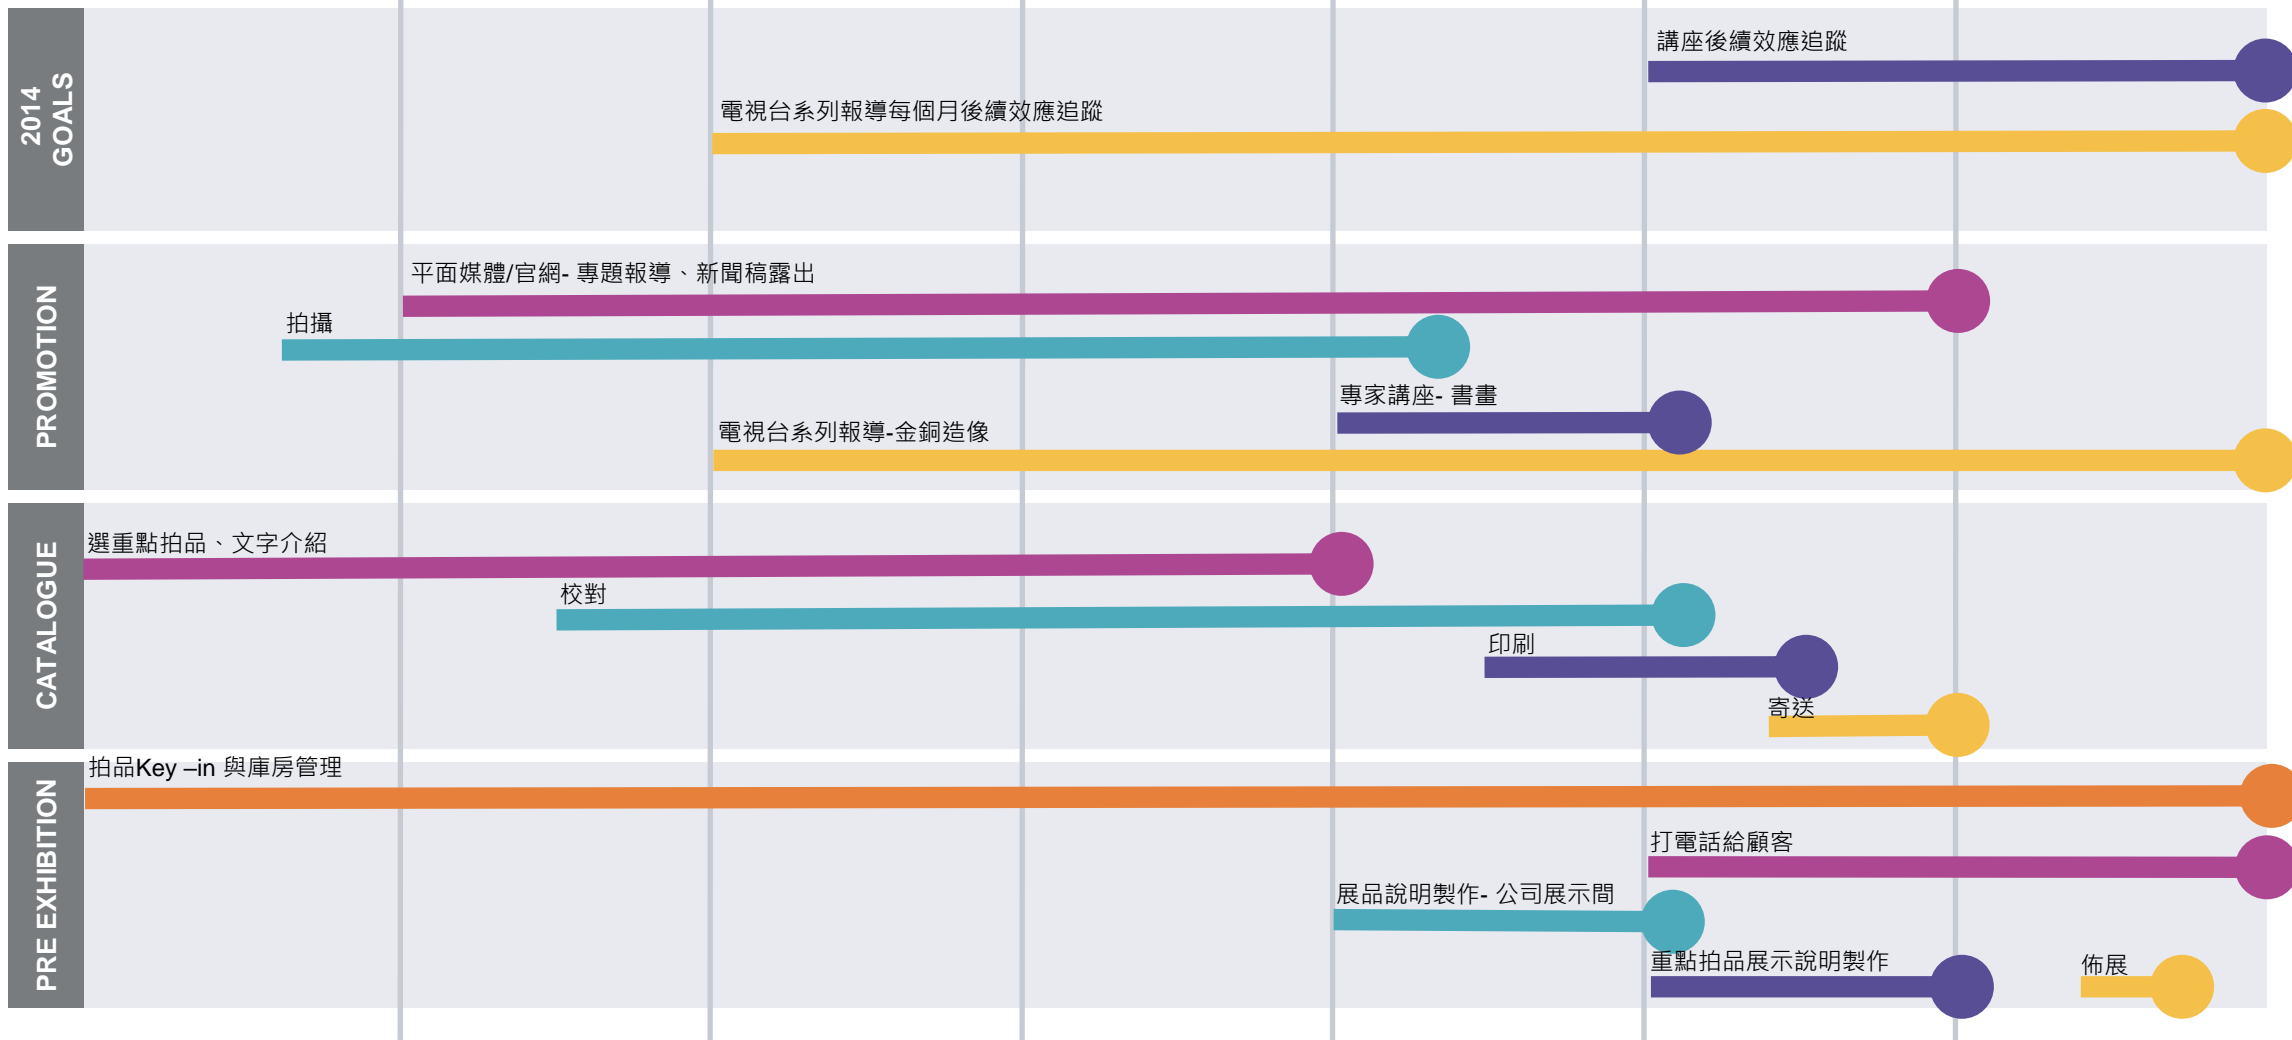 2014
GOALS
講座後續效應追蹤
電視台系列報導每個月後續效應追蹤
PROMOTION
平面媒體/官網- 專題報導、新聞稿露出
拍攝
專家講座- 書畫
電視台系列報導-金銅造像
CATALOGUE
選重點拍品、文字介紹
校對
印刷
寄送
PRE EXHIBITION
拍品Key –in 與庫房管理
打電話給顧客
展品說明製作- 公司展示間
重點拍品展示說明製作
佈展